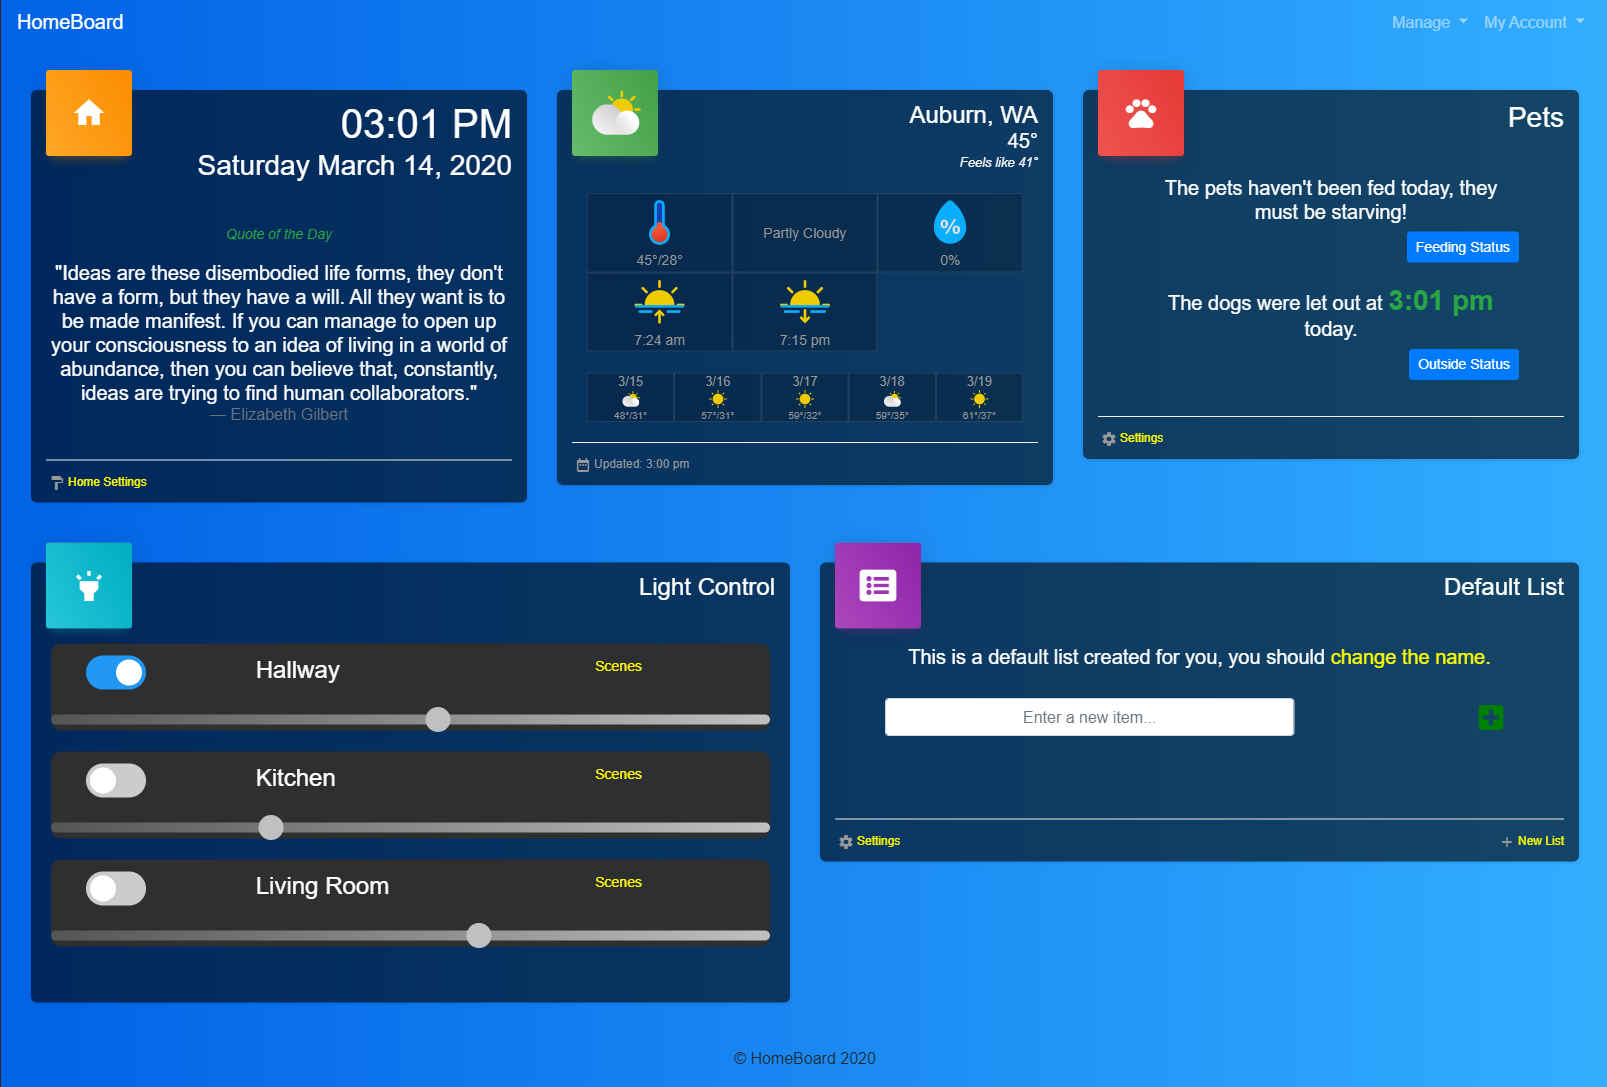 HomeBoard
Manage
My Account
03:01 PM
Saturday March 14, 2020
Quote of the Day
"Ideas are these disembodied life forms, they don't
have a form, but they have a will. All they want is to
be made manifest. If you can manage to open up
your consciousness to an idea of living in a world of
abundance, then you can believe that, constantly,
ideas are trying to find human collaborators."
— Elizabeth Gilbert
Home Settings
Auburn, WA
45°
Feels like 41°
45°/28°
Partly Cloudy
%
0%
7:24 am
7:15 pm
3/15
3/16
3/17
3/18
3/19
48°/31°
57°/31°
59°/32°
59°/35°
61°/37°
Updated: 3:00 pm
Pets
The pets haven't been fed today, they
must be starving!
Feeding Status
The dogs were let out at 3:01 pm
today.
Outside Status
Settings
Light Control
Hallway
Scenes
Kitchen
Scenes
Living Room
Scenes
Default List
This is a default list created for you, you should change the name.
Enter a new item...
Settings
New List
© HomeBoard 2020